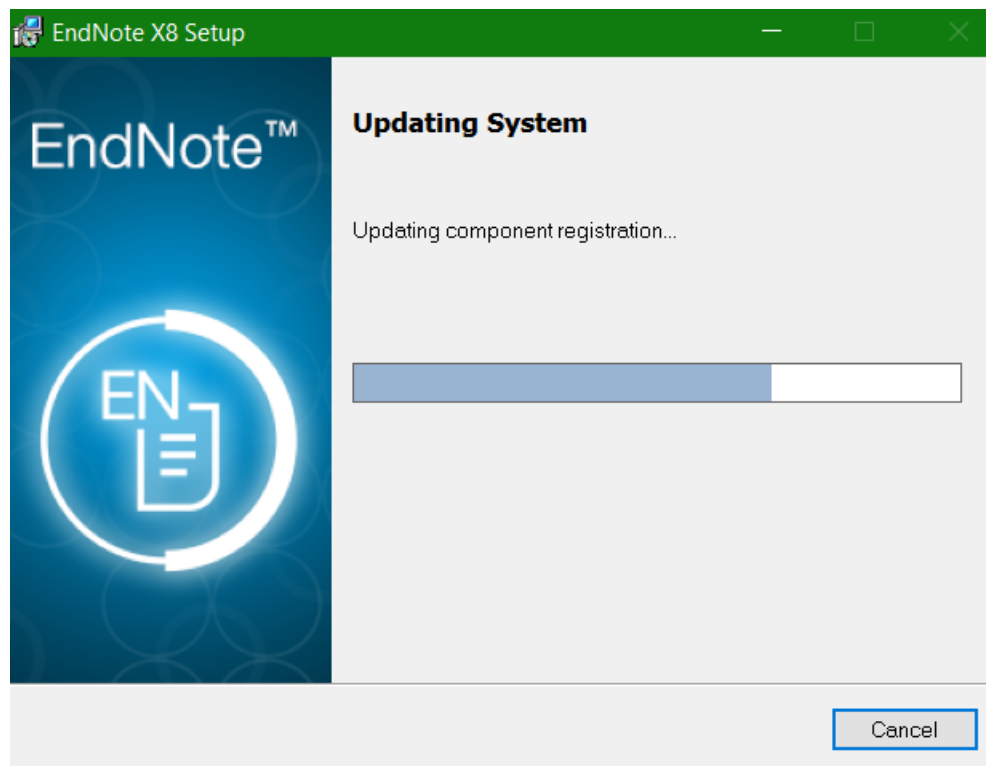 EndNote X8 Setup
EndNote™
Updating System
Updating component registration...
EN
Cancel